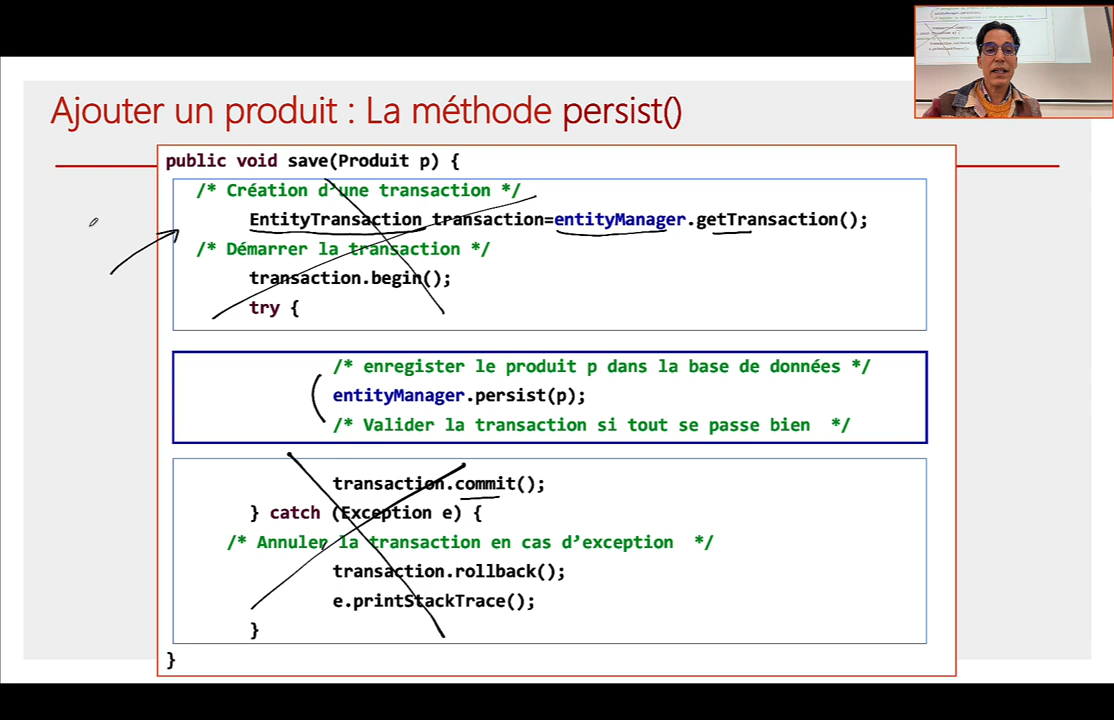 Ajouter un produit : La méthode persist()
public void save(Produit p) {
/* Création d'une transaction */
EntityTransaction transaction=entityManager.getTransaction();
/* Démarrer la transaction */
transaction.begin();
try {
/* enregister le produit p dans la base de données */
entityManager.persist(p);
/* Valider la transaction si tout se passe bien */
transaction.commit();
} catch (Exception e) {
/* Annuler la transaction en cas d’exception */
transaction.rollback();
e.printStackTrace();
}
}